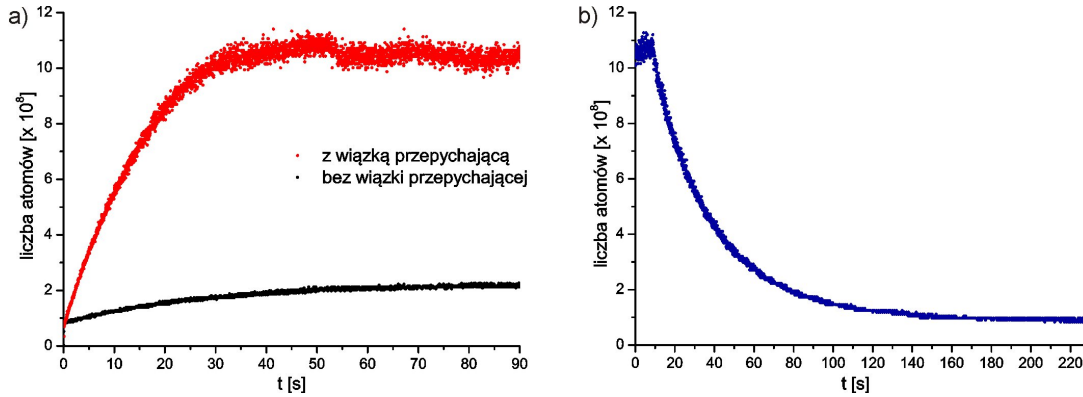 a)
liczba atomów [x 10⁸]
12
10
8
6
4
2
0
z wiązką przepychającą
bez wiązki przepychającej
0 10 20 30 40 50 60 70 80 90
t [s]
b)
liczba atomów [x 10⁸]
12
10
8
6
4
2
0
0 20 40 60 80 100 120 140 160 180 200 220
t [s]